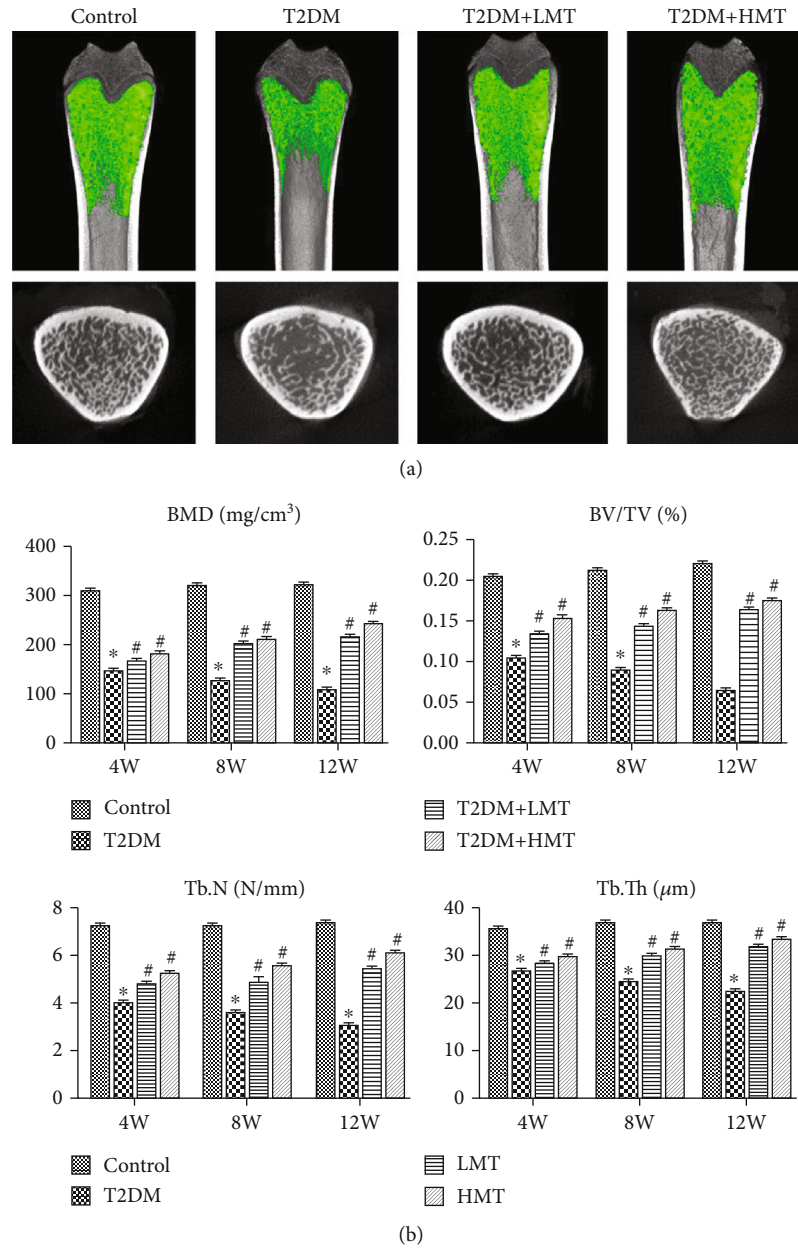 Control T2DM T2DM+LMT T2DM+HMT
(a)
BMD (mg/cm³)
400
300
200
100
0
* # #
* # #
* # #
4W 8W 12W
BV/TV (%)
0.25
0.20
0.15
0.10
0.05
0.00
* # #
* # #
# #
4W 8W 12W
Control
T2DM
T2DM+LMT
T2DM+HMT
Tb.N (N/mm)
8
6
4
2
0
* # #
* # #
* # #
4W 8W 12W
Tb.Th (μm)
40
30
20
10
0
* # #
* # #
* # #
4W 8W 12W
Control
T2DM
LMT
HMT
(b)